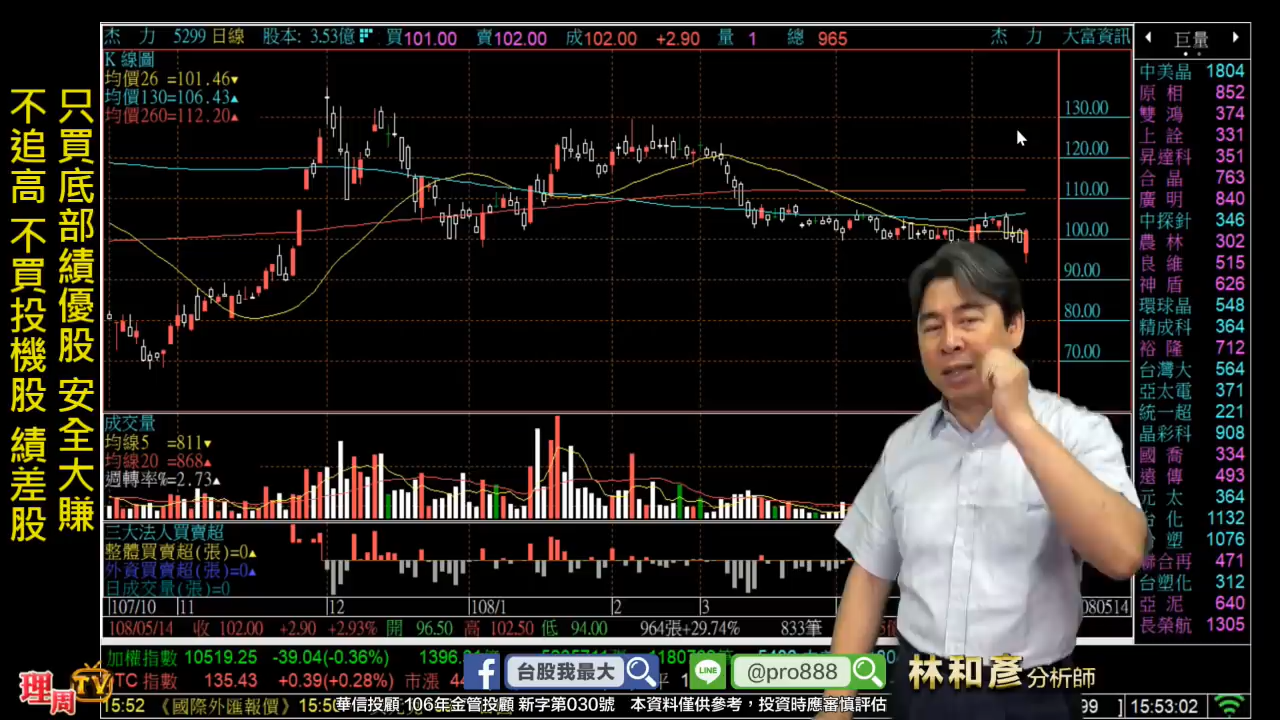 只買底部績優股 安全大賺
不追高 不買投機股 績差股
杰 力 5299 日線 股本: 3.53億 買101.00 賣102.00 成102.00 +2.90 量 1 總 965 杰 力 大富資訊
K 線圖
均價26 =101.46▼
均價130=106.43▲
均價260=112.20▲
130.00
120.00
110.00
100.00
90.00
80.00
70.00
成交量
均線5 =811▼
均線20 =868▲
週轉率%=2.73▲
三大法人買賣超
整體買賣超(張)=0▲
外資買賣超(張)=0▲
日成交量(張)=0
107/10 11 12 108/1 2 3 080514
108/05/14 收 102.00 +2.90 +2.93% 開 96.50 高 102.50 低 94.00 964張+29.74% 833筆
巨量
中美晶 1804
原 相 852
雙 鴻 374
上 詮 331
昇達科 351
合 晶 763
廣 明 840
中探針 346
農 林 302
良 維 515
神 盾 626
環球晶 548
精成科 364
裕 隆 712
台灣大 564
亞太電 371
統一超 221
晶彩科 908
國 喬 334
遠 傳 493
元 太 364
台 化 1132
台 塑 1076
聯合再 471
台塑化 312
亞 泥 640
長榮航 1305
加權指數 10519.25 -39.04(-0.36%)
OTC 指數 135.43 +0.39(+0.28%) 市漲
台股我最大
LINE
@pro888
林和彥 分析師
理周TV
15:52 《國際外匯報價》
華信投顧 106年金管投顧 新字第030號 本資料僅供參考，投資時應審慎評估
15:53:02